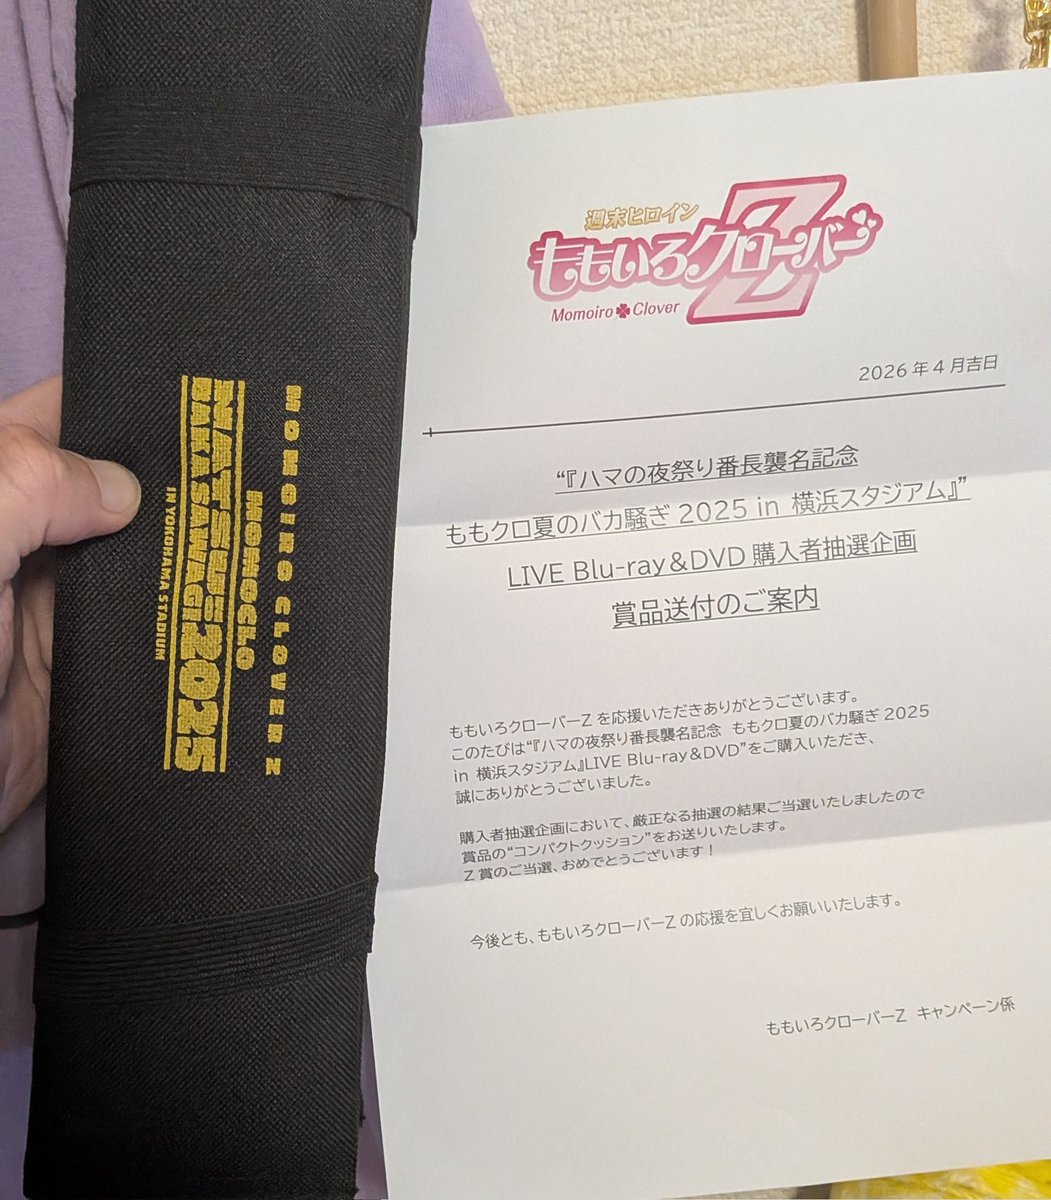 MOMOIRO CLOVER Z
MOMOCLO
NATSU
BAKA SAWAGI 2025
IN YOKOHAMA STADIUM
週末ヒロイン
ももいろクローバーZ
Momoiro Clover
2026年4月吉日
“『ハマの夜祭り番長襲名記念
ももクロ夏のバカ騒ぎ2025 in 横浜スタジアム』”
LIVE Blu-ray&DVD購入者抽選企画
賞品送付のご案内
ももいろクローバーZを応援いただきありがとうございます。
このたびは“『ハマの夜祭り番長襲名記念 ももクロ夏のバカ騒ぎ2025
in 横浜スタジアム』LIVE Blu-ray&DVD”をご購入いただき、
誠にありがとうございました。
購入者抽選企画において、厳正なる抽選の結果ご当選いたしましたので
賞品の“コンパクトクッション”をお送りいたします。
Z賞のご当選、おめでとうございます！
今後とも、ももいろクローバーZの応援を宜しくお願いいたします。
ももいろクローバーZ キャンペーン係